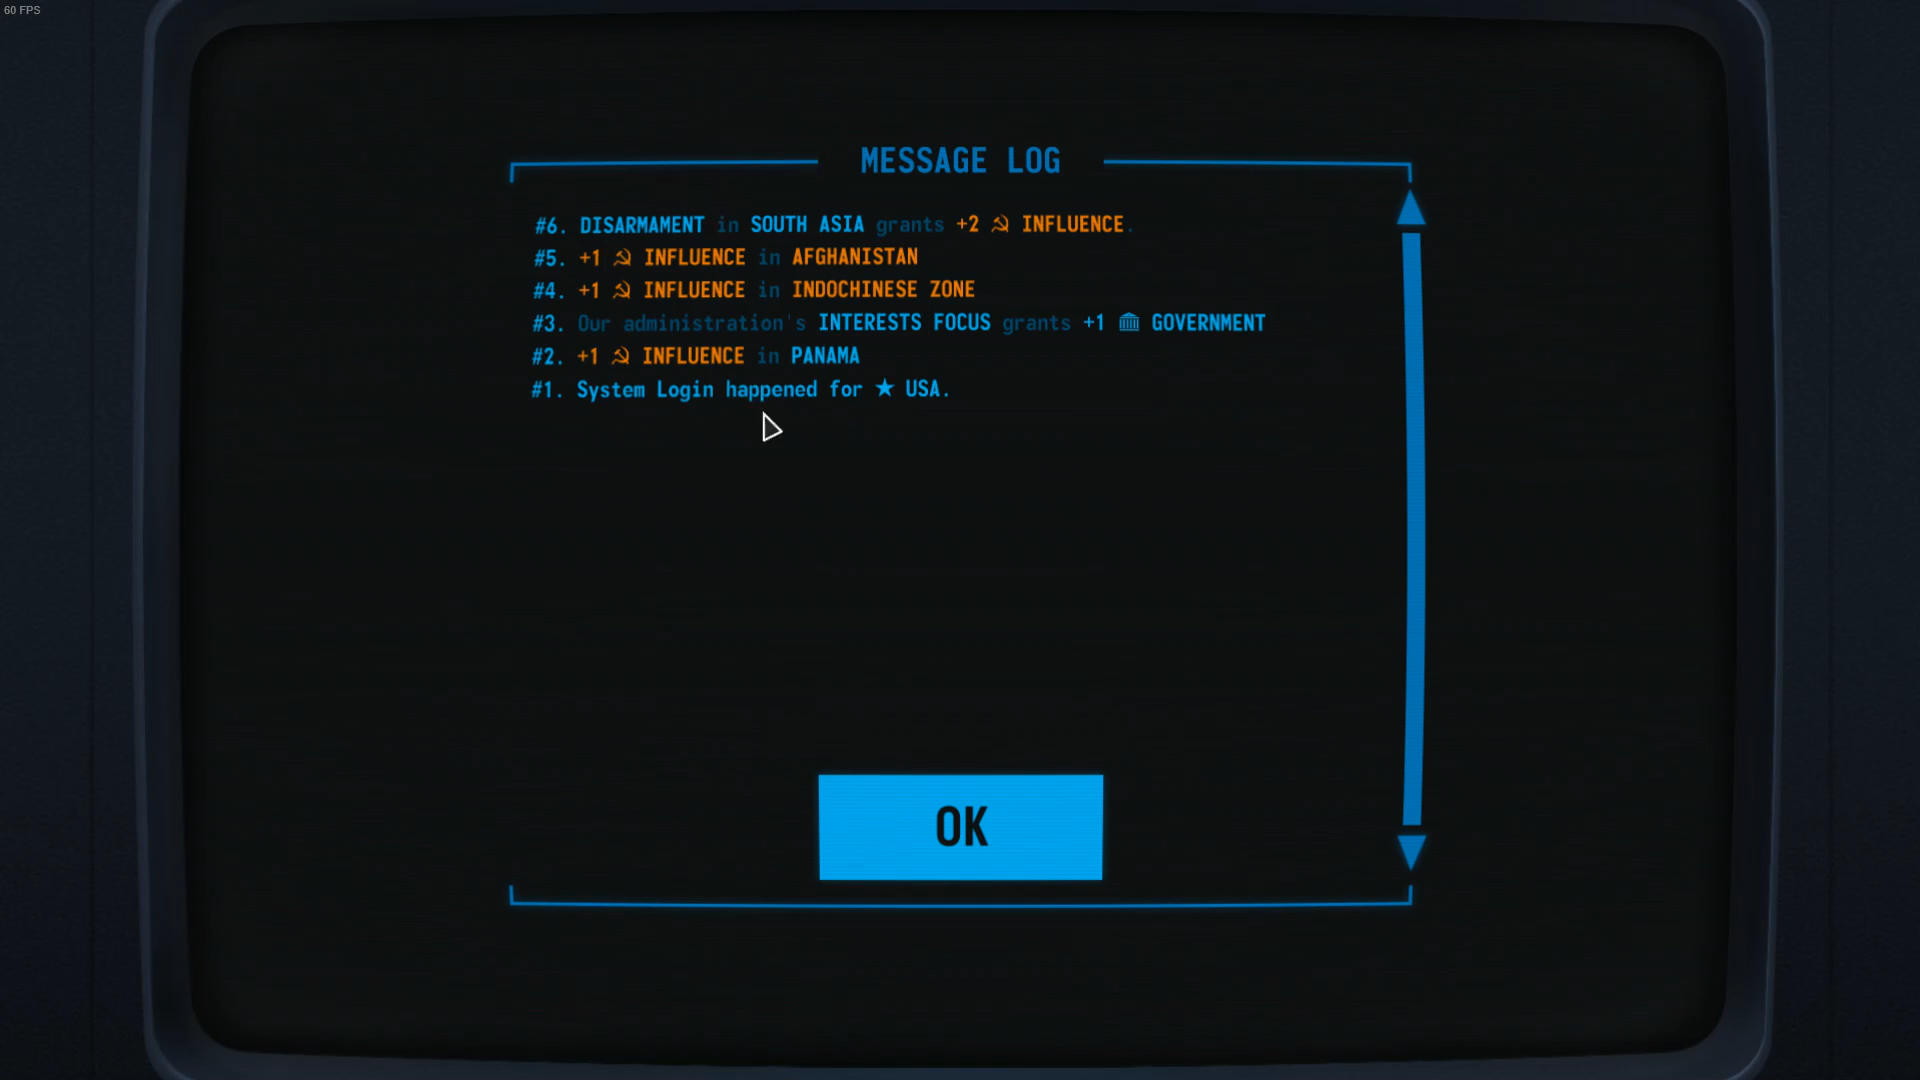 60 FPS
MESSAGE LOG
#6. DISARMAMENT in SOUTH ASIA grants +2 ☭ INFLUENCE.
#5. +1 ☭ INFLUENCE in AFGHANISTAN
#4. +1 ☭ INFLUENCE in INDOCHINESE ZONE
#3. Our administration's INTERESTS FOCUS grants +1 🏛 GOVERNMENT
#2. +1 ☭ INFLUENCE in PANAMA
#1. System Login happened for ★ USA.
OK